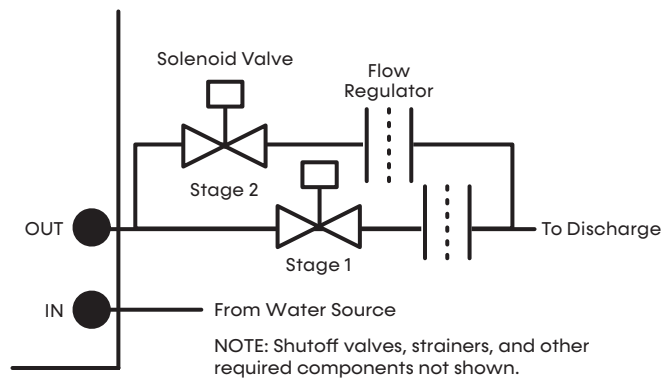 Solenoid Valve
Flow
Regulator
Stage 2
OUT
To Discharge
Stage 1
IN
From Water Source
NOTE: Shutoff valves, strainers, and other
required components not shown.